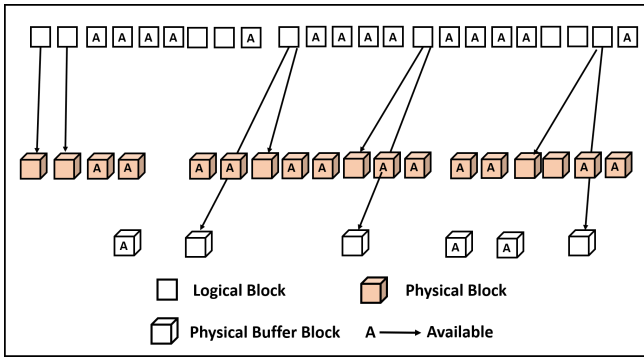 A A A A A A A A A A A A A A
A A A A A A A A A A A A
A A A
Logical Block Physical Block
Physical Buffer Block A Available